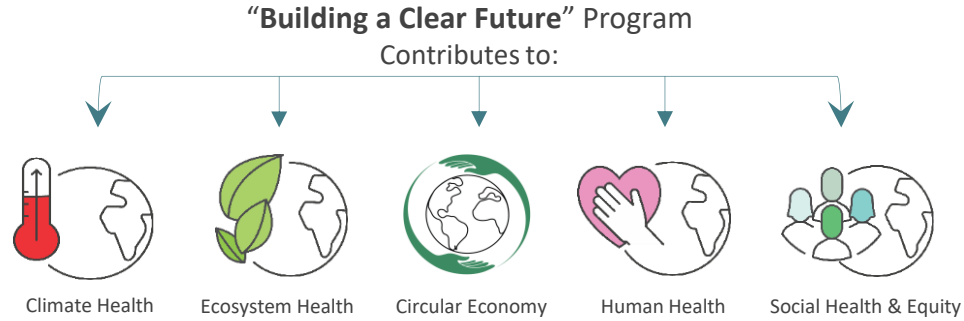 “Building a Clear Future” Program
Contributes to:
Climate Health
Ecosystem Health
Circular Economy
Human Health
Social Health & Equity